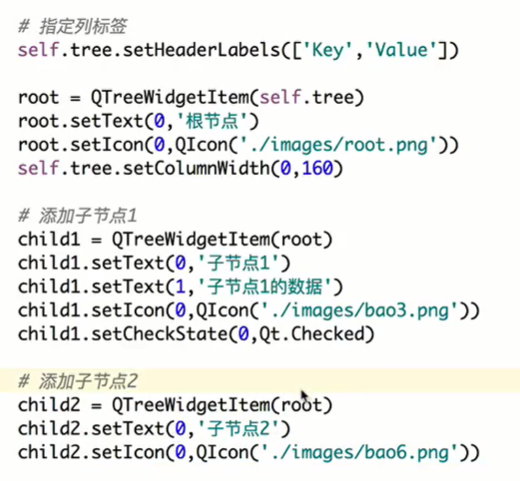 # 指定列标签
self.tree.setHeaderLabels(['Key','Value'])
root = QTreeWidgetItem(self.tree)
root.setText(0,'根节点')
root.setIcon(0,QIcon('./images/root.png'))
self.tree.setColumnWidth(0,160)
# 添加子节点1
child1 = QTreeWidgetItem(root)
child1.setText(0,'子节点1')
child1.setText(1,'子节点1的数据')
child1.setIcon(0,QIcon('./images/bao3.png'))
child1.setCheckState(0,Qt.Checked)
# 添加子节点2
child2 = QTreeWidgetItem(root)
child2.setText(0,'子节点2')
child2.setIcon(0,QIcon('./images/bao6.png'))